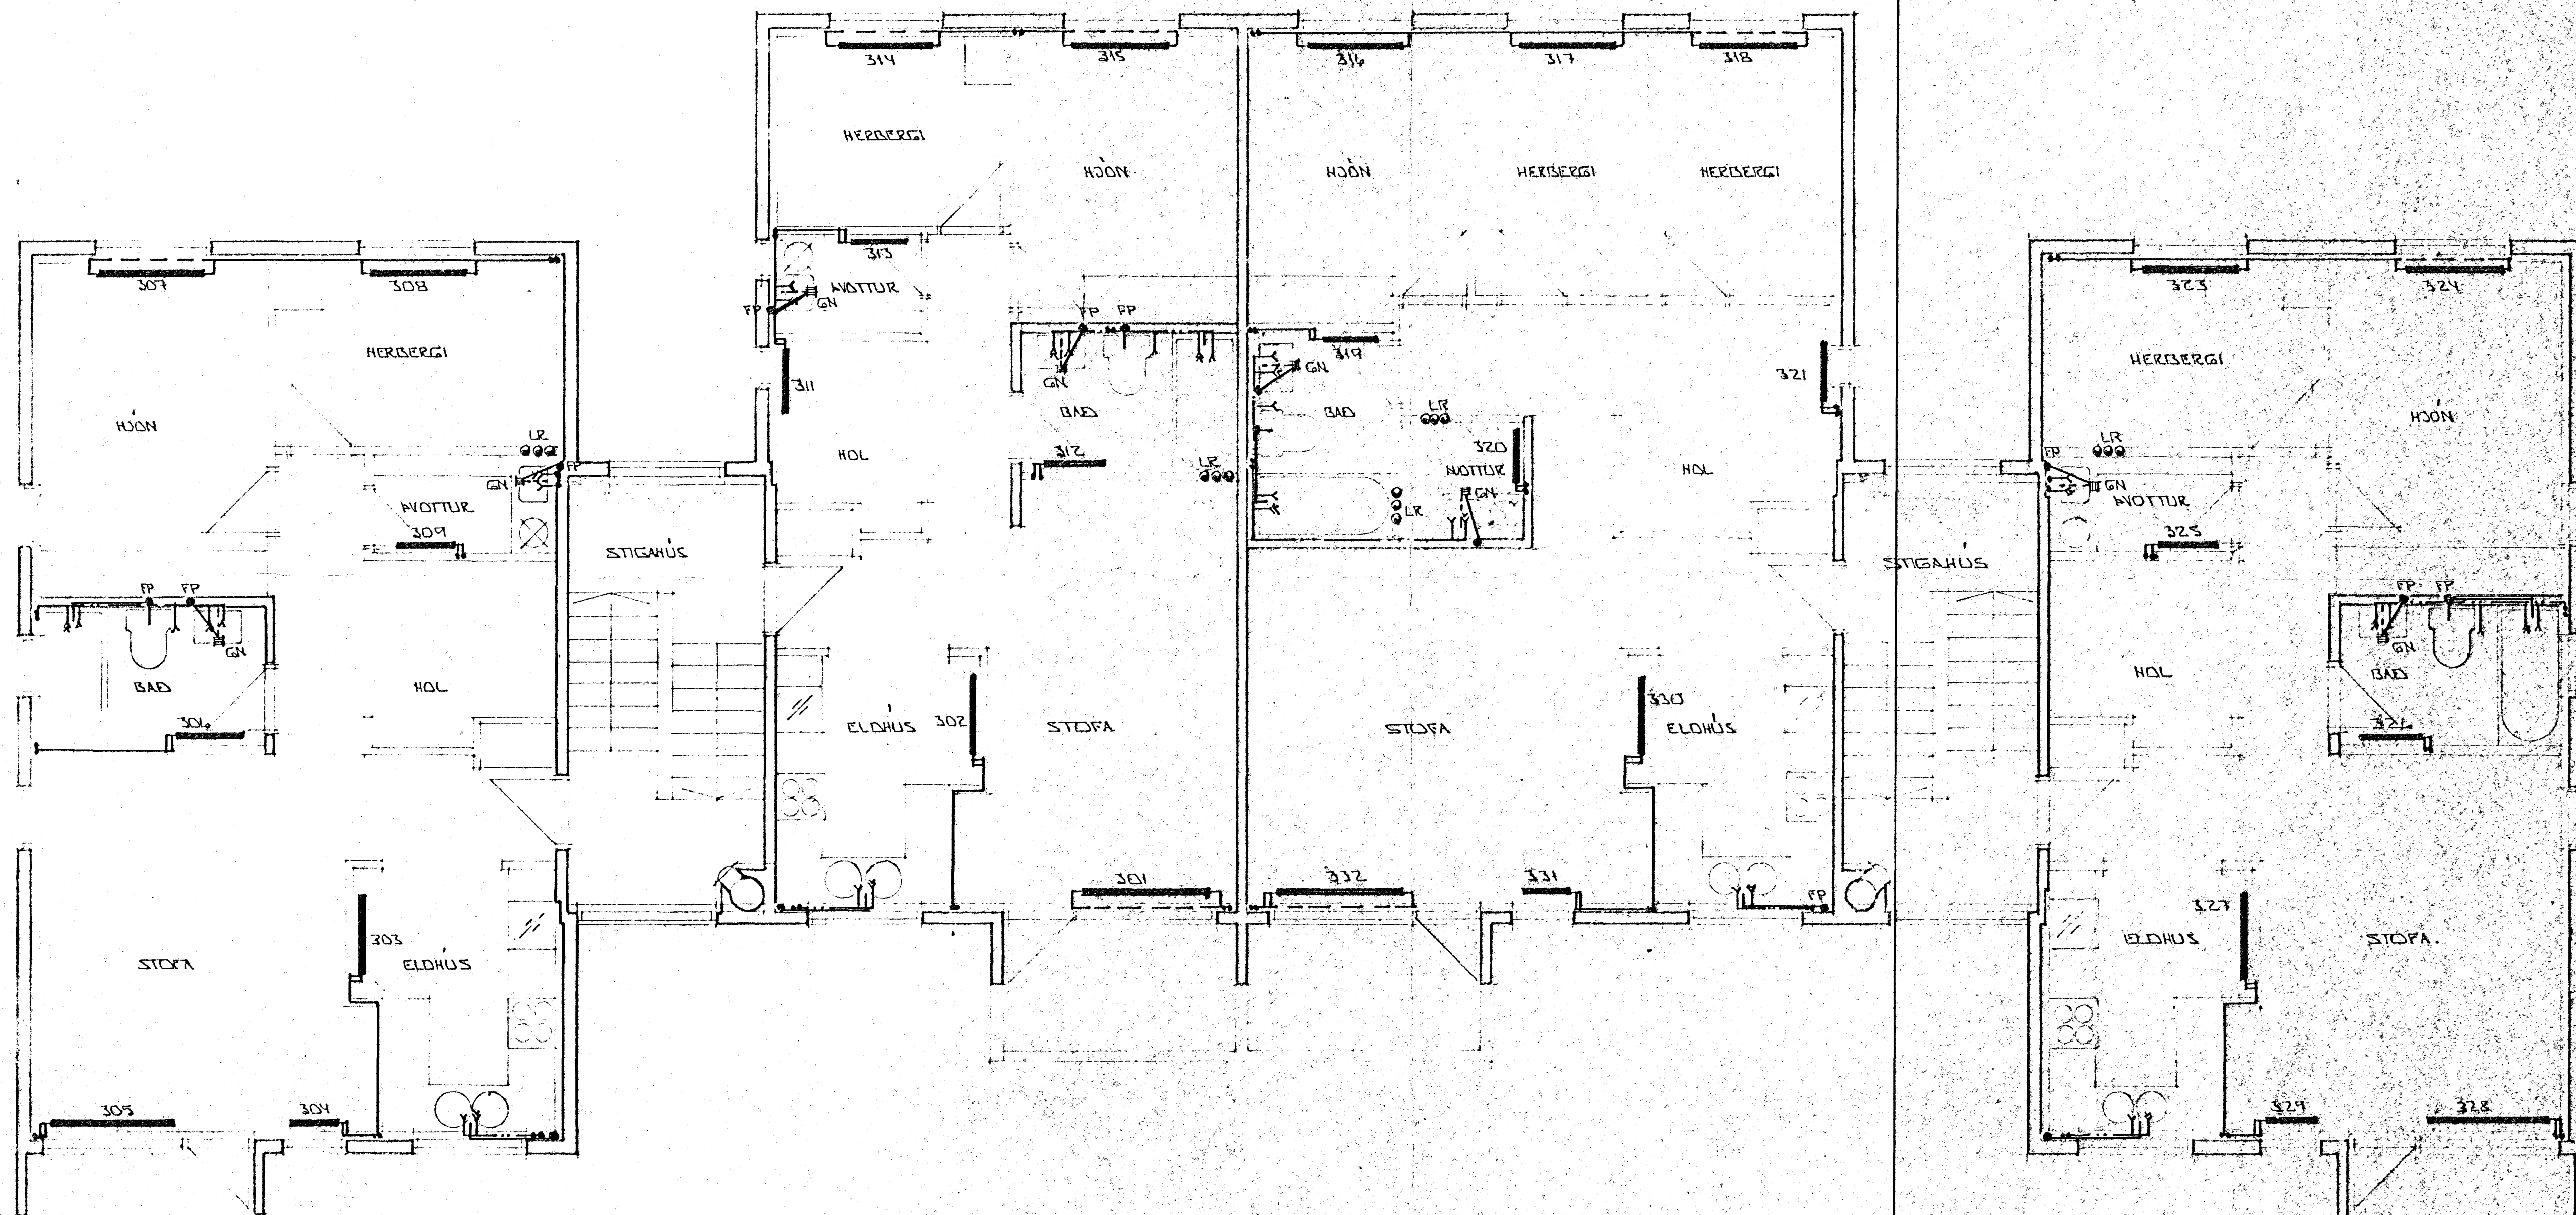 314
315
316
317
318
HERBERGI
HJÓN
HJÓN
HERBERGI
HERBERGI
313
ÞVOTTUR
GN
FP
307
308
323
324
FP
FP
HERBERGI
319
GN
HERBERGI
311
321
GN
BAÐ
BAÐ
LR
HJÓN
HJÓN
LR
FP
GN
312
HOL
LR
320
ÞVOTTUR
GN
LR
HOL
LR
FP
GN
ÞVOTTUR
ÞVOTTUR
309
325
STIGAHÚS
STIGAHÚS
FP
FP
GN
FP
FP
GN
BAÐ
HOL
HOL
BAÐ
306
302
ELDHÚS
STOFA
STOFA
330
ELDHÚS
301
332
331
FP
327
303
STOFA
ELDHÚS
ELDHÚS
STOFA
305
304
329
328